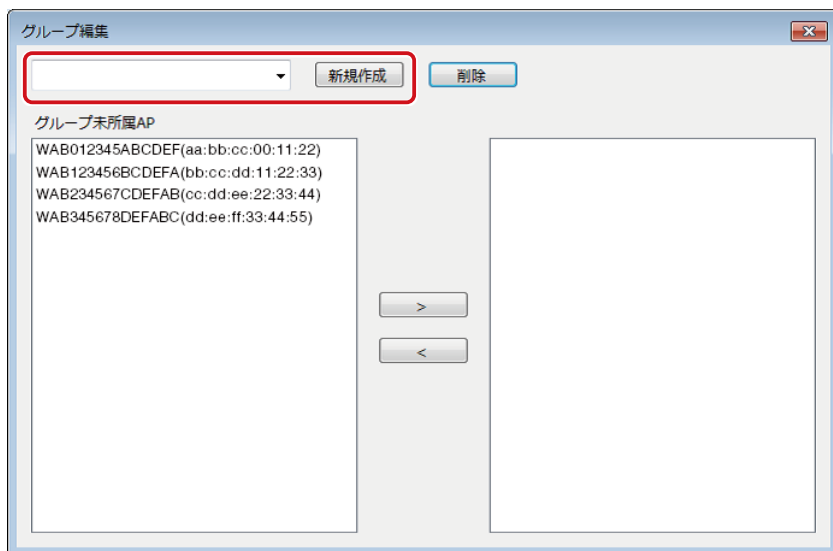 グループ編集
新規作成 削除
グループ未所属AP
WAB012345ABCDEF(aa:bb:cc:00:11:22)
WAB123456BCDEFA(bb:cc:dd:11:22:33)
WAB234567CDEFAB(cc:dd:ee:22:33:44)
WAB345678DEFABC(dd:ee:ff:33:44:55)
>
<